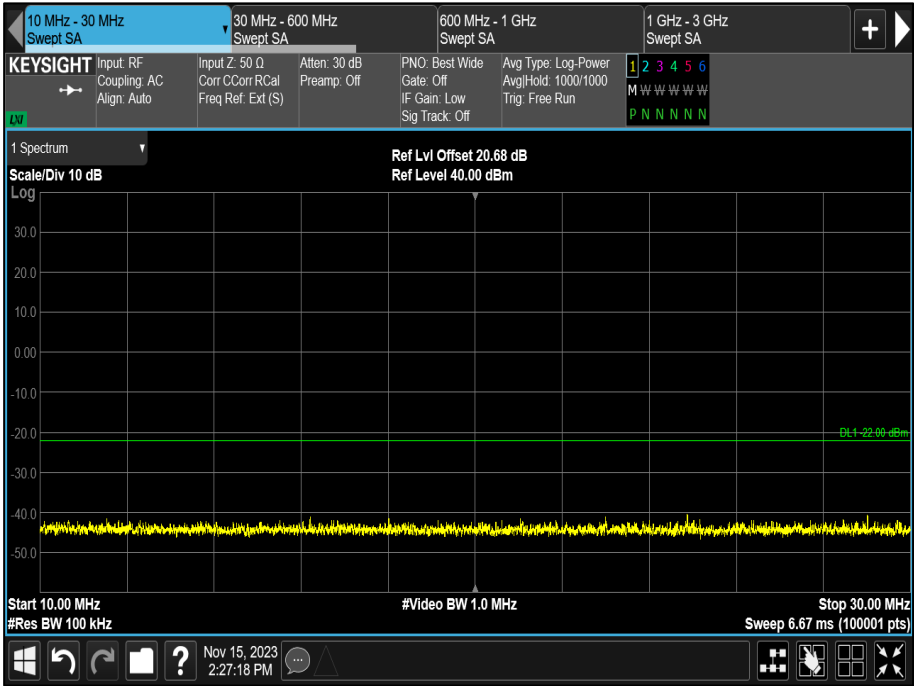 10 MHz - 30 MHz
Swept SA
30 MHz - 600 MHz
Swept SA
600 MHz - 1 GHz
Swept SA
1 GHz - 3 GHz
Swept SA
+
KEYSIGHT
LXI
Input: RF
Coupling: AC
Align: Auto
Input Z: 50 Ω
Corr CCorr RCal
Freq Ref: Ext (S)
Atten: 30 dB
Preamp: Off
PNO: Best Wide
Gate: Off
IF Gain: Low
Sig Track: Off
Avg Type: Log-Power
Avg|Hold: 1000/1000
Trig: Free Run
1 2 3 4 5 6
M W W W W W
P N N N N N
1 Spectrum
Scale/Div 10 dB
Log
Ref Lvl Offset 20.68 dB
Ref Level 40.00 dBm
30.0
20.0
10.0
0.00
-10.0
-20.0
-30.0
-40.0
-50.0
DL1 -22.00 dBm
Start 10.00 MHz
#Res BW 100 kHz
#Video BW 1.0 MHz
Stop 30.00 MHz
Sweep 6.67 ms (100001 pts)
?
Nov 15, 2023
2:27:18 PM